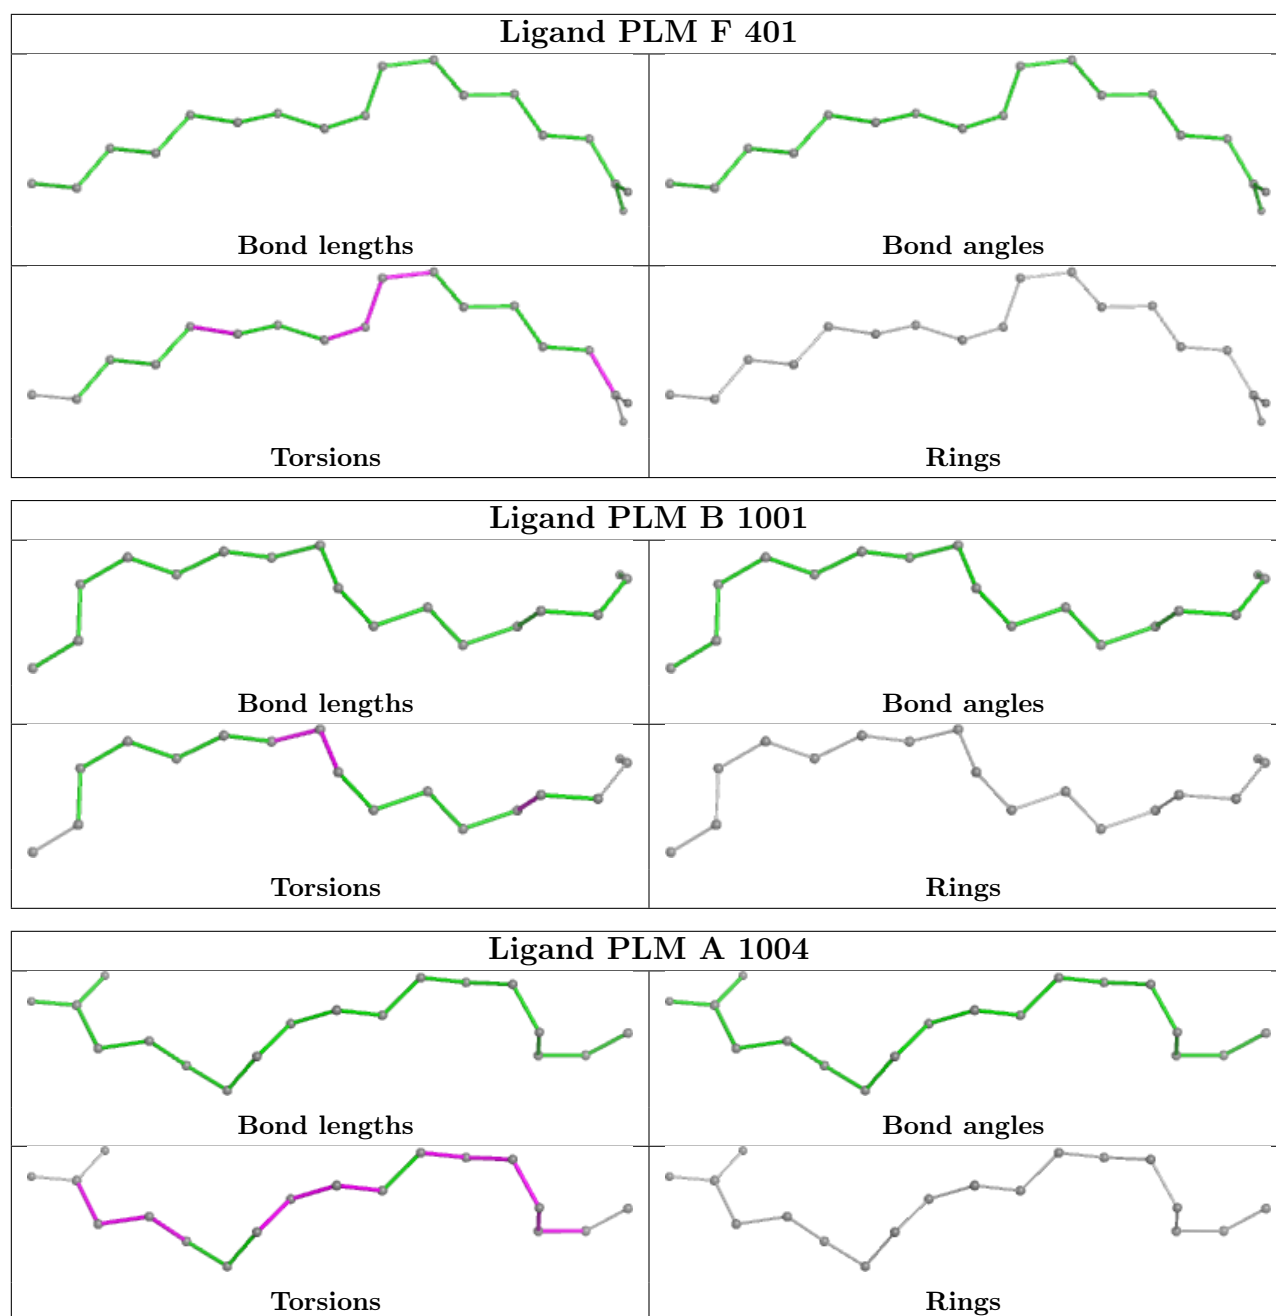 Ligand PLM F 401
Bond lengths
Bond angles
Torsions
Rings
Ligand PLM B 1001
Bond lengths
Bond angles
Torsions
Rings
Ligand PLM A 1004
Bond lengths
Bond angles
Torsions
Rings